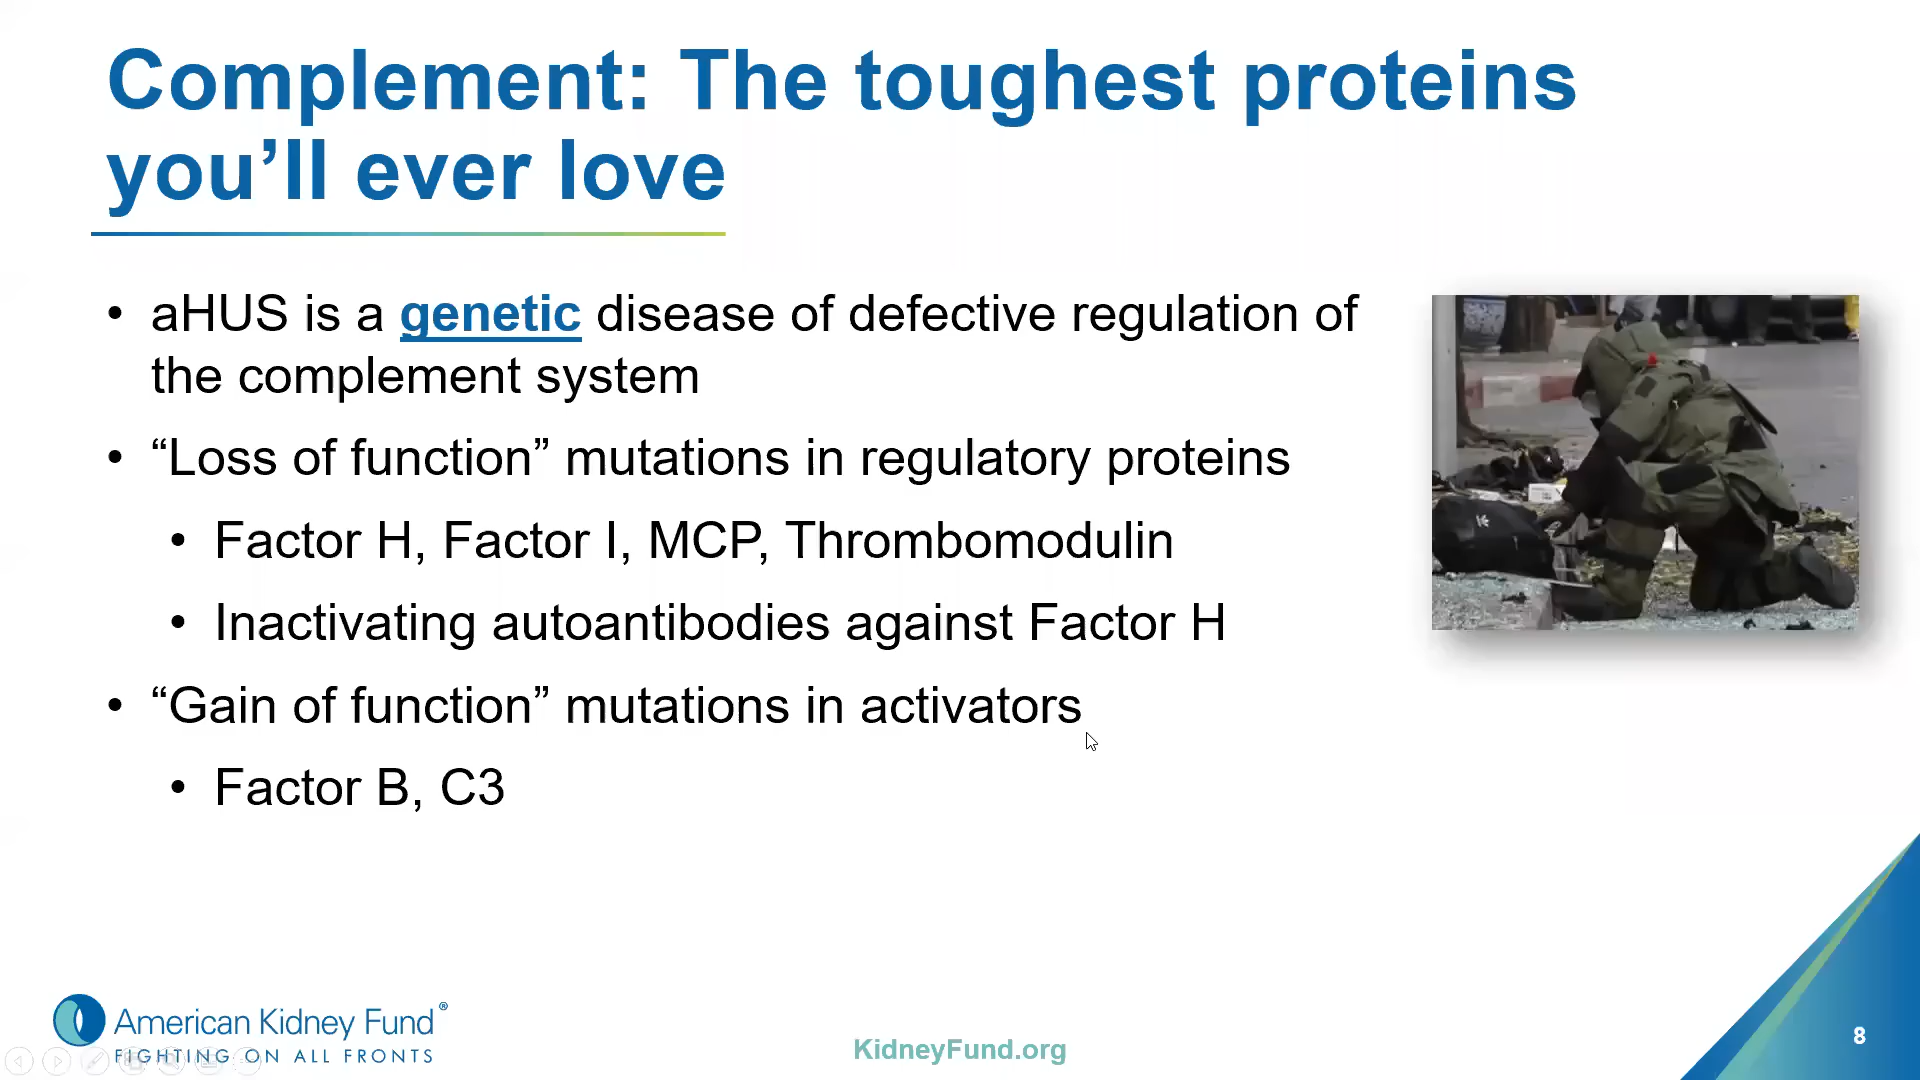 Complement: The toughest proteins
you’ll ever love
• aHUS is a genetic disease of defective regulation of
the complement system
• “Loss of function” mutations in regulatory proteins
• Factor H, Factor I, MCP, Thrombomodulin
• Inactivating autoantibodies against Factor H
• “Gain of function” mutations in activators
• Factor B, C3
American Kidney Fund®
FIGHTING ON ALL FRONTS
KidneyFund.org
8